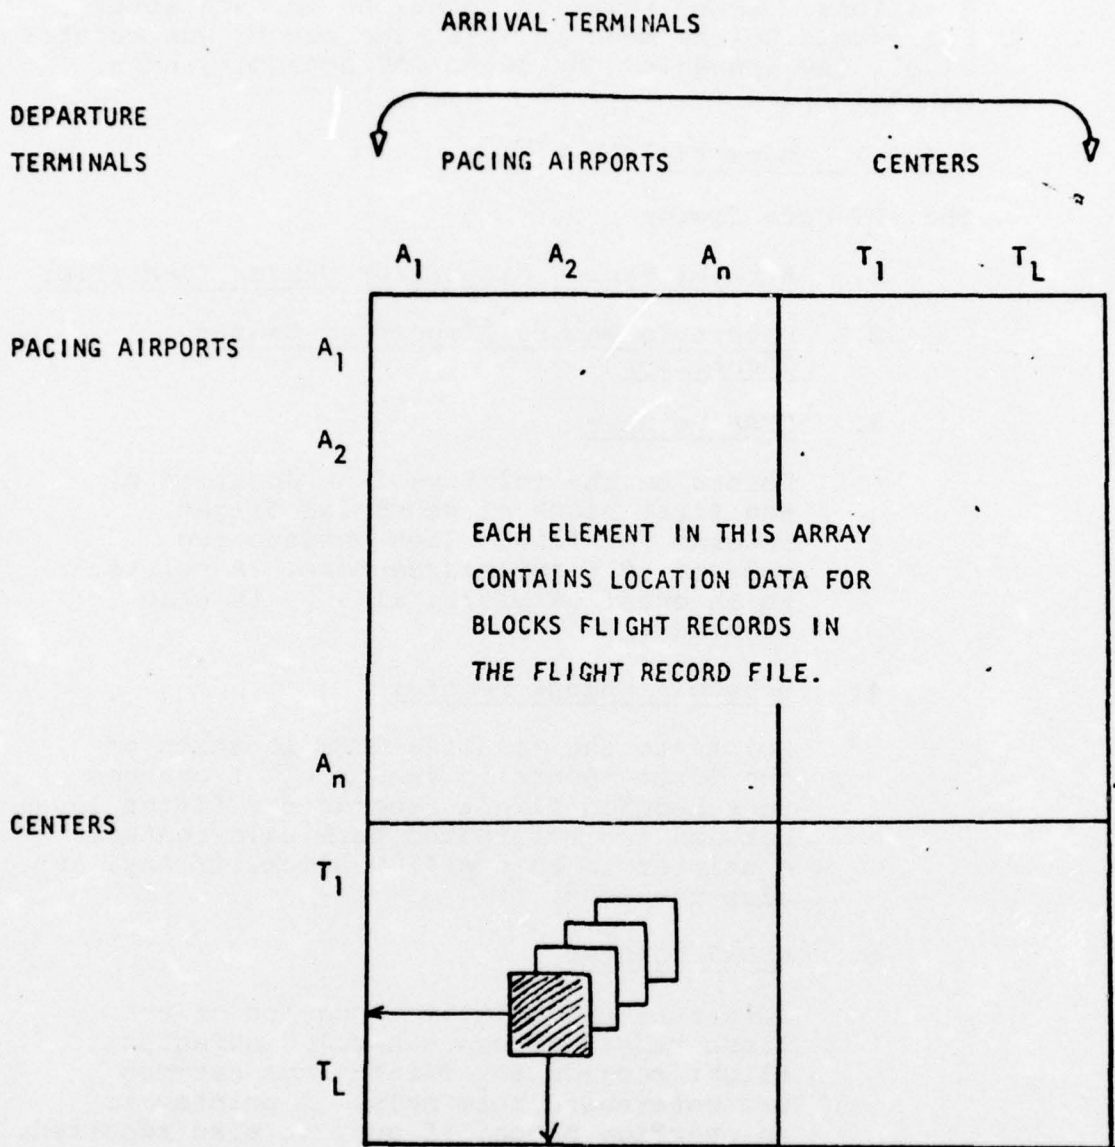 ARRIVAL TERMINALS
DEPARTURE
TERMINALS
PACING AIRPORTS CENTERS
A1 A2 An T1 TL
PACING AIRPORTS A1
A2
EACH ELEMENT IN THIS ARRAY
CONTAINS LOCATION DATA FOR
BLOCKS FLIGHT RECORDS IN
THE FLIGHT RECORD FILE.
An
CENTERS
T1
TL